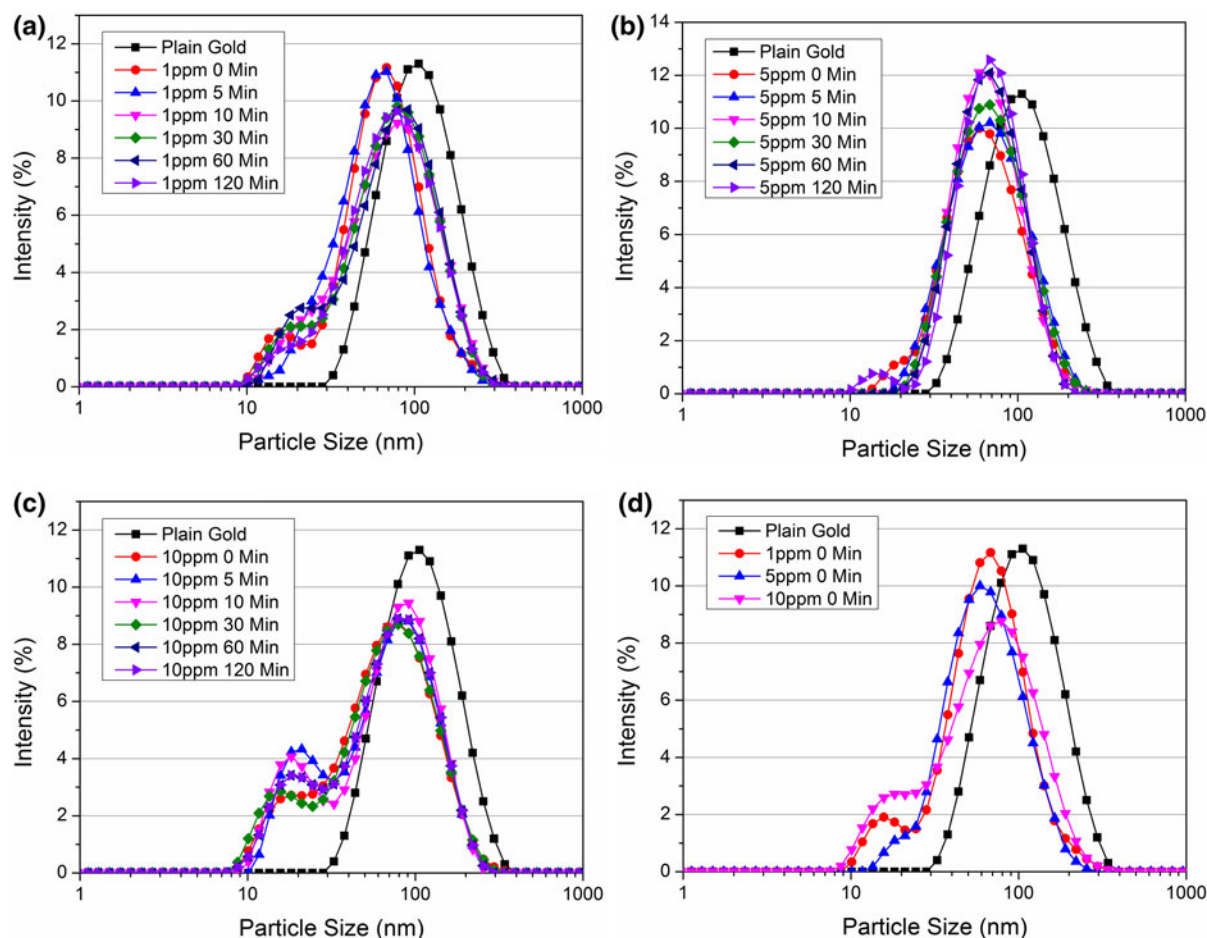 (a)
12
10
8
6
4
2
0
Intensity (%)
Plain Gold
1ppm 0 Min
1ppm 5 Min
1ppm 10 Min
1ppm 30 Min
1ppm 60 Min
1ppm 120 Min
1 10 100 1000
Particle Size (nm)
(b)
14
12
10
8
6
4
2
0
Intensity (%)
Plain Gold
5ppm 0 Min
5ppm 5 Min
5ppm 10 Min
5ppm 30 Min
5ppm 60 Min
5ppm 120 Min
1 10 100 1000
Particle Size (nm)
(c)
12
10
8
6
4
2
0
Intensity (%)
Plain Gold
10ppm 0 Min
10ppm 5 Min
10ppm 10 Min
10ppm 30 Min
10ppm 60 Min
10ppm 120 Min
1 10 100 1000
Particle Size (nm)
(d)
12
10
8
6
4
2
0
Intensity (%)
Plain Gold
1ppm 0 Min
5ppm 0 Min
10ppm 0 Min
1 10 100 1000
Particle Size (nm)